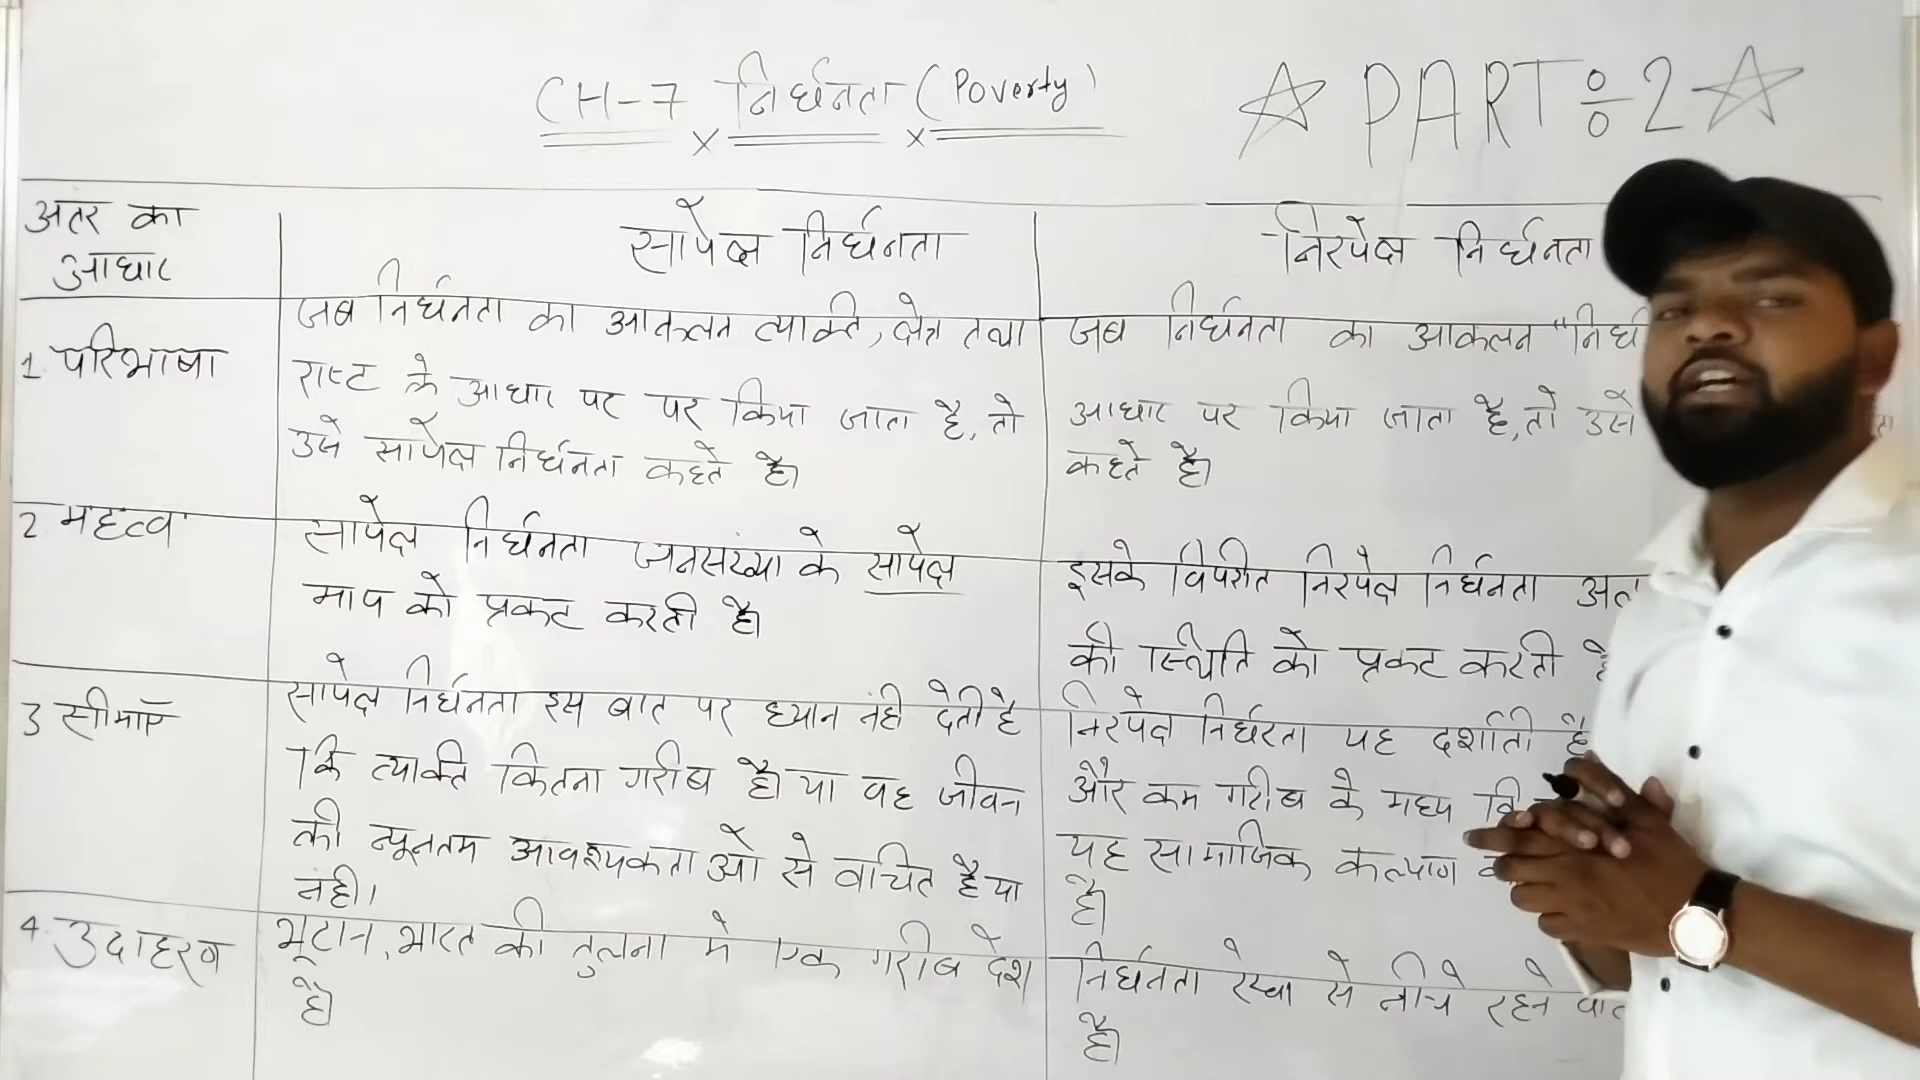 CH-7 निर्धनता (Poverty)
PART÷2
अंतर का
आधार
सापेक्ष निर्धनता
निरपेक्ष निर्धनता
1. परिभाषा
जब निर्धनता का आकलन व्यक्ति, क्षेत्र तथा
राष्ट के आधार पर पर किया जाता है, तो
उसे सापेक्ष निर्धनता कहते है।
जब निर्धनता का आकलन "निर्ध
आधार पर किया जाता है, तो उसे
कहते है।
2 महत्व
सापेक्ष निर्धनता जनसंख्या के सापेक्ष
माप को प्रकट करती है।
इसके विपरीत निरपेक्ष निर्धनता
की स्थिति को प्रकट करती
3 सीमाएँ
सापेक्ष निर्धनता इस बात पर ध्यान नंही देती है
कि व्यक्ति कितना गरीब है। या वह जीवन
की न्यूनतम आवश्यकताओ से वंचित है या
नंही।
निरपेक्ष निर्धरता यह दर्शाती है
और कम गरीब के मध्य
यह सामाजिक कल्याण
है।
4. उदाहरण
भूटान, भारत की तुलना मे एक गरीब देश
है।
निर्धनता रेखा से नीचे रहने वाल
है।